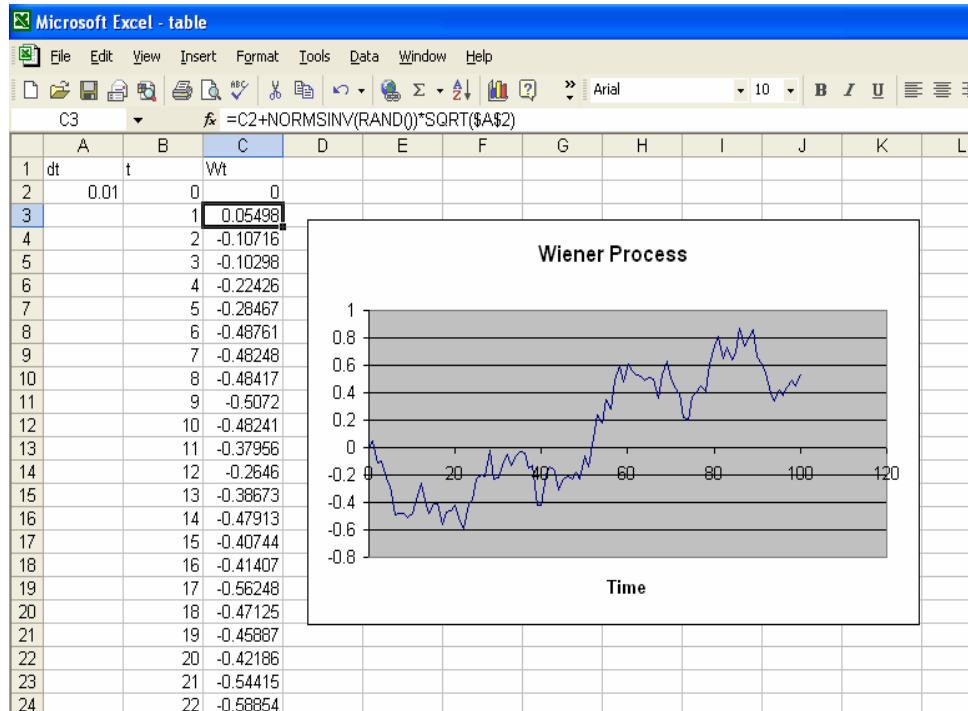 Microsoft Excel - table
File Edit View Insert Format Tools Data Window Help
Arial 10 B I U
C3 fx =C2+NORMSINV(RAND())*SQRT($A$2)
A B C D E F G H I J K L
1 dt t Wt
2 0.01 0 0
3 1 0.05498
4 2 -0.10716
5 3 -0.10298
6 4 -0.22426
7 5 -0.28467
8 6 -0.48761
9 7 -0.48248
10 8 -0.48417
11 9 -0.5072
12 10 -0.48241
13 11 -0.37956
14 12 -0.2646
15 13 -0.38673
16 14 -0.47913
17 15 -0.40744
18 16 -0.41407
19 17 -0.56248
20 18 -0.47125
21 19 -0.45887
22 20 -0.42186
23 21 -0.54415
24 22 -0.58854
Wiener Process
1
0.8
0.6
0.4
0.2
0
-0.2
-0.4
-0.6
-0.8
0 20 40 60 80 100 120
Time